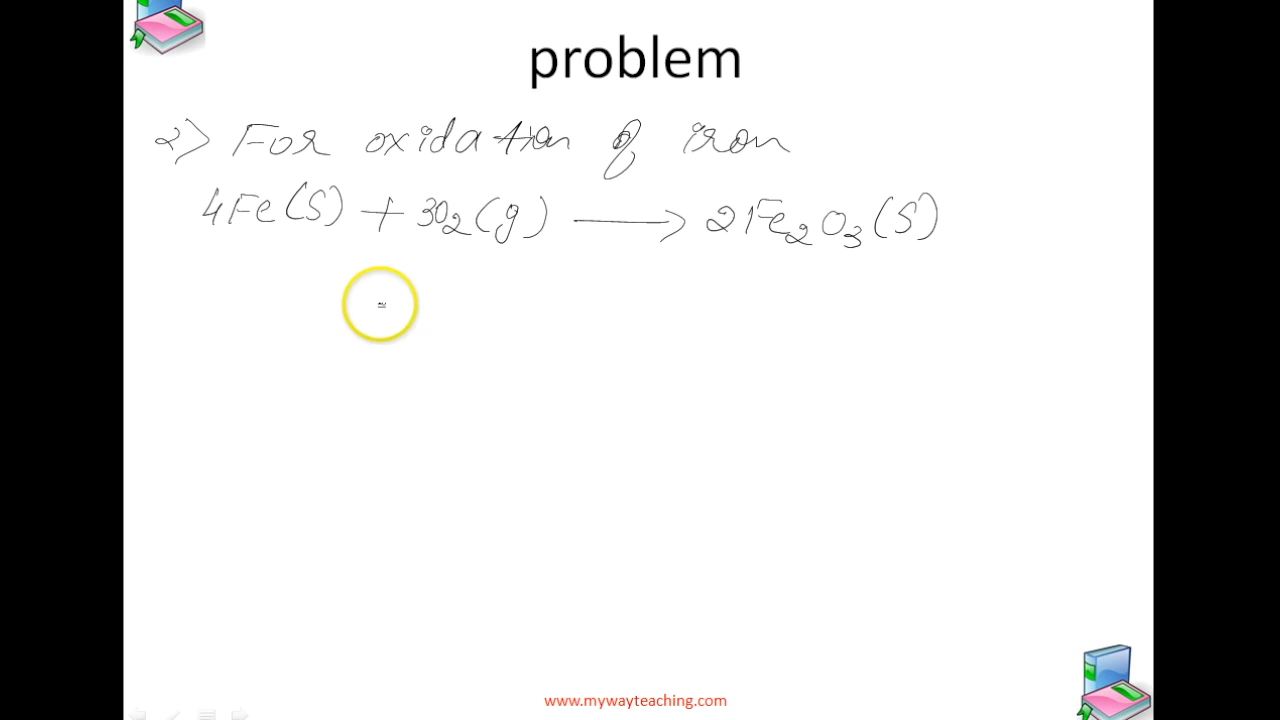 problem
2) For oxidation of iron
4Fe(S) + 3O₂(g) ⟶ 2Fe₂O₃(S)
www.mywayteaching.com